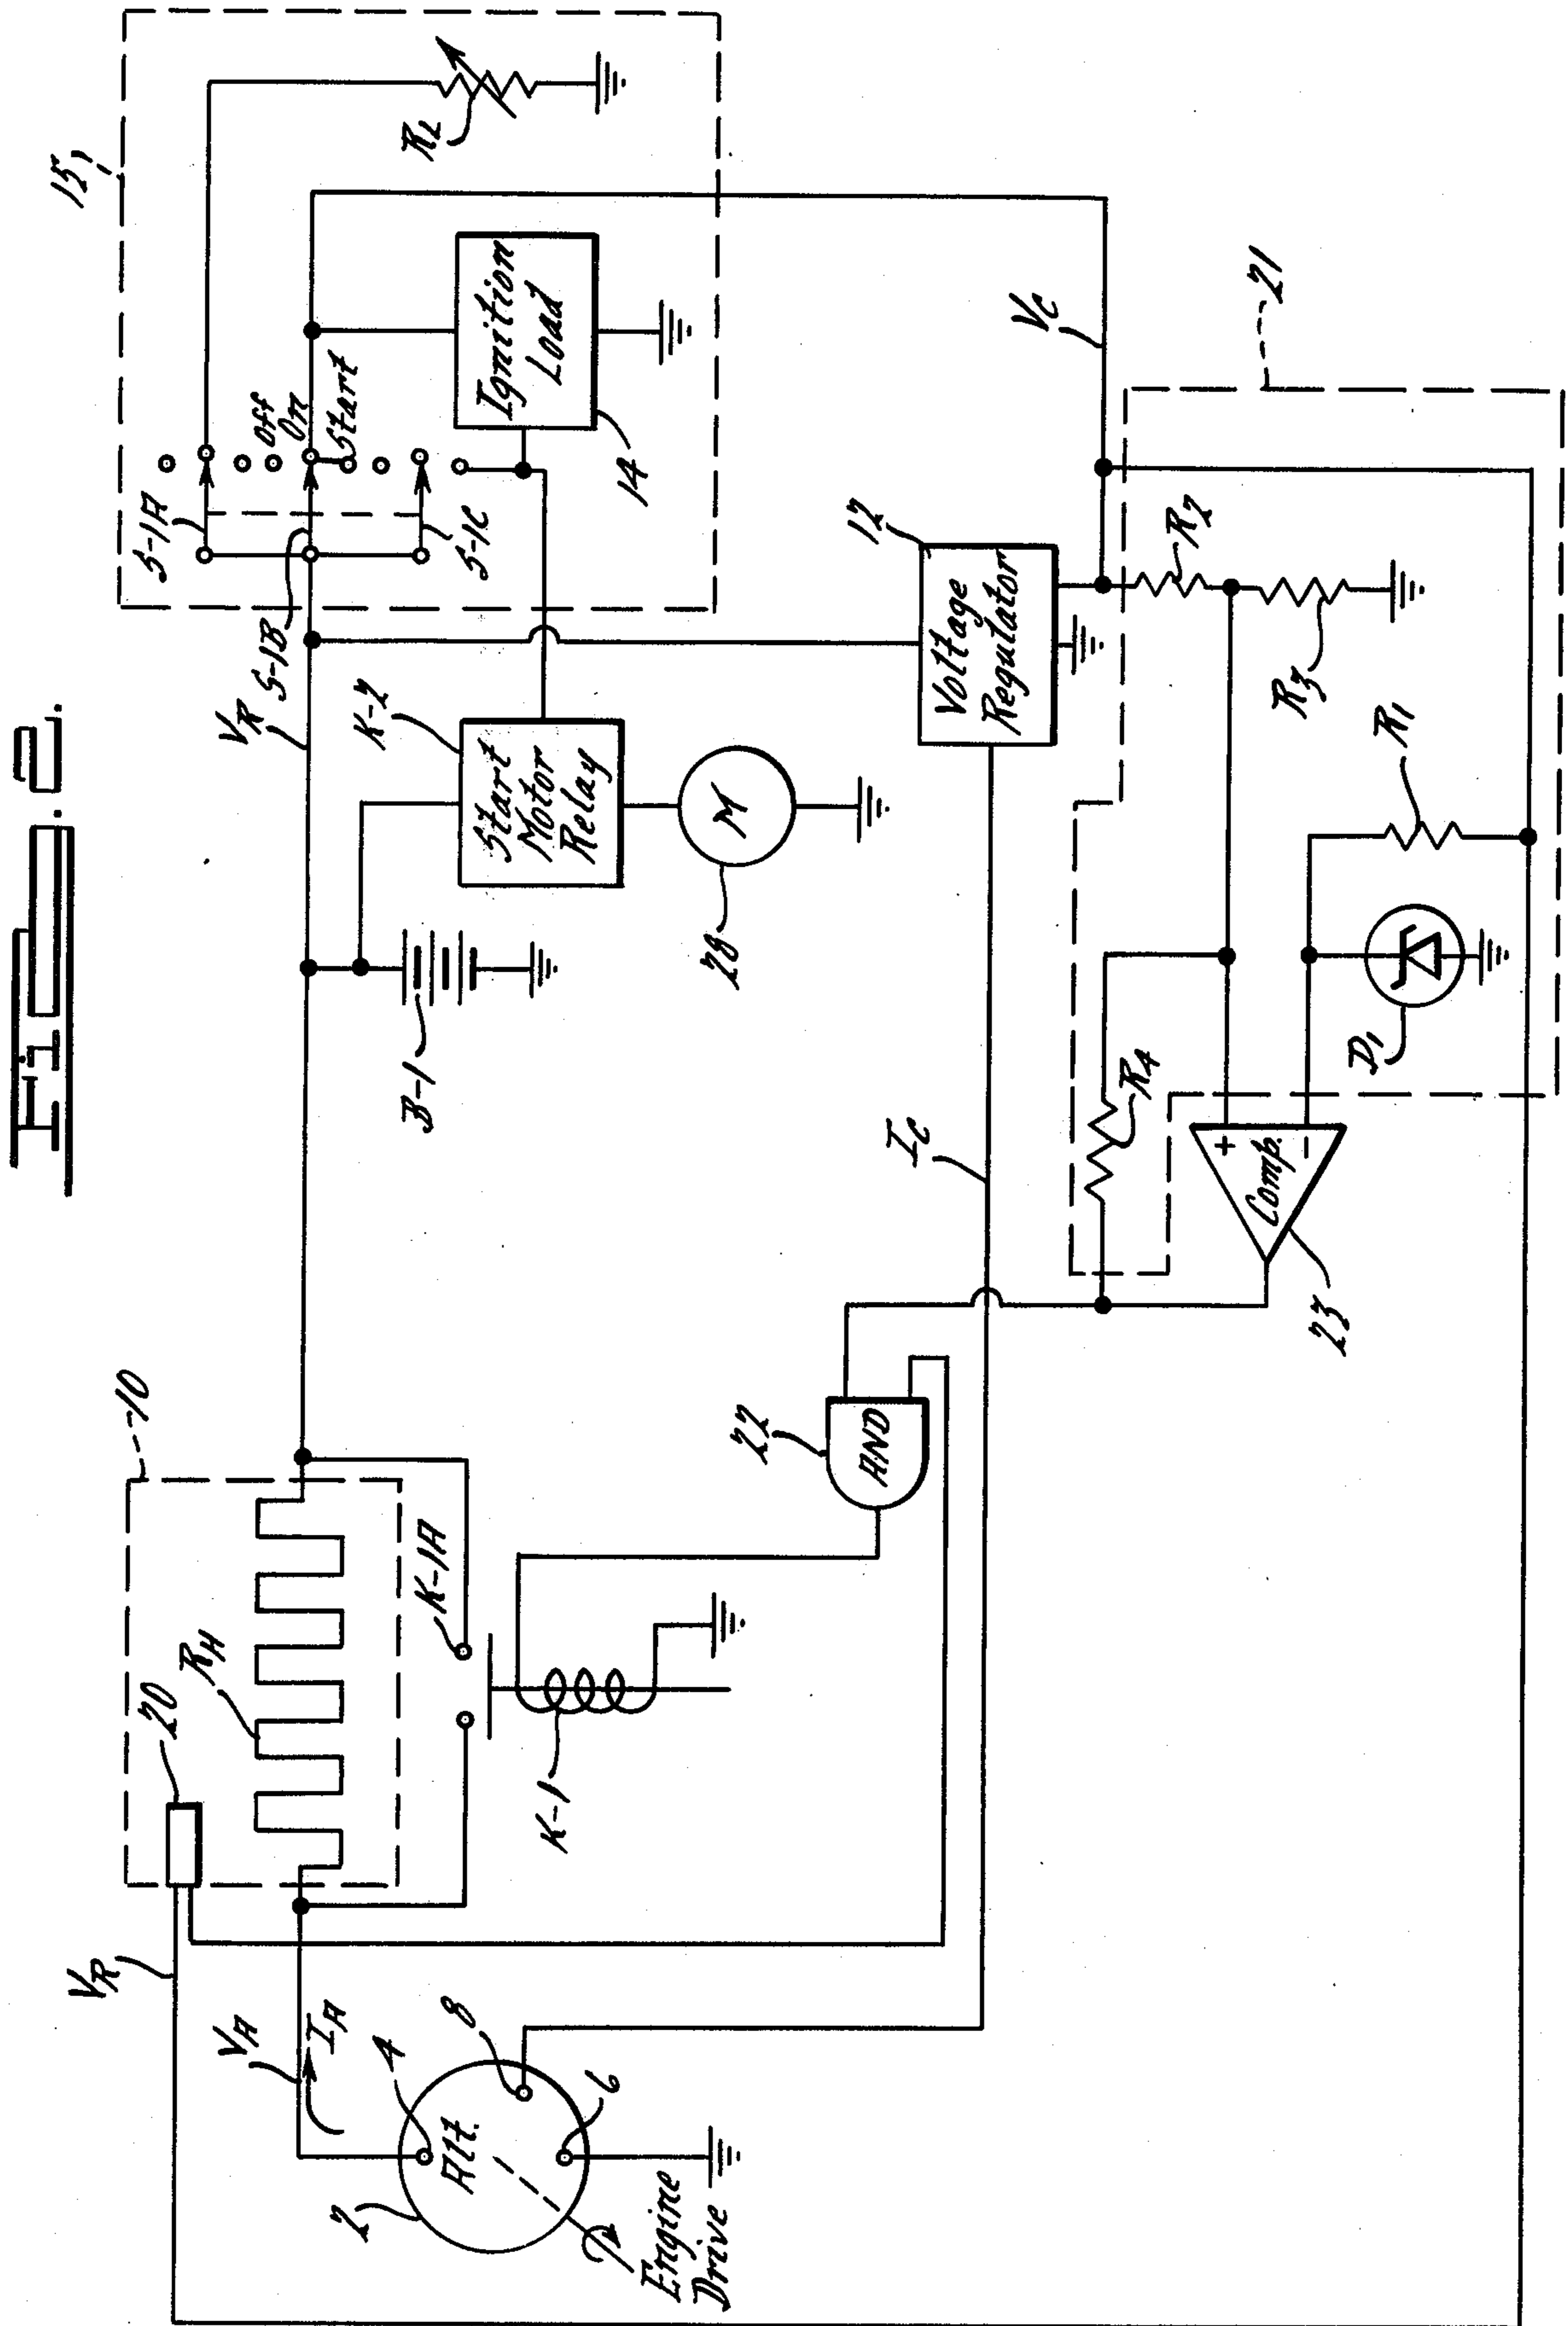 Fig. 2.
10
20
RH
VR
VA
IA
4
8
6
2
Alt.
Engine
Drive
K-1A
K-1
22
AND
IC
B-1
VR
K-2
Start
Motor
Relay
M
28
S-1A
S-1B
S-1C
Off
On
Start
15
RL
Ignition
Load
14
12
Voltage
Regulator
VC
21
R2
R3
R1
R4
D1
+
−
Comp.
23